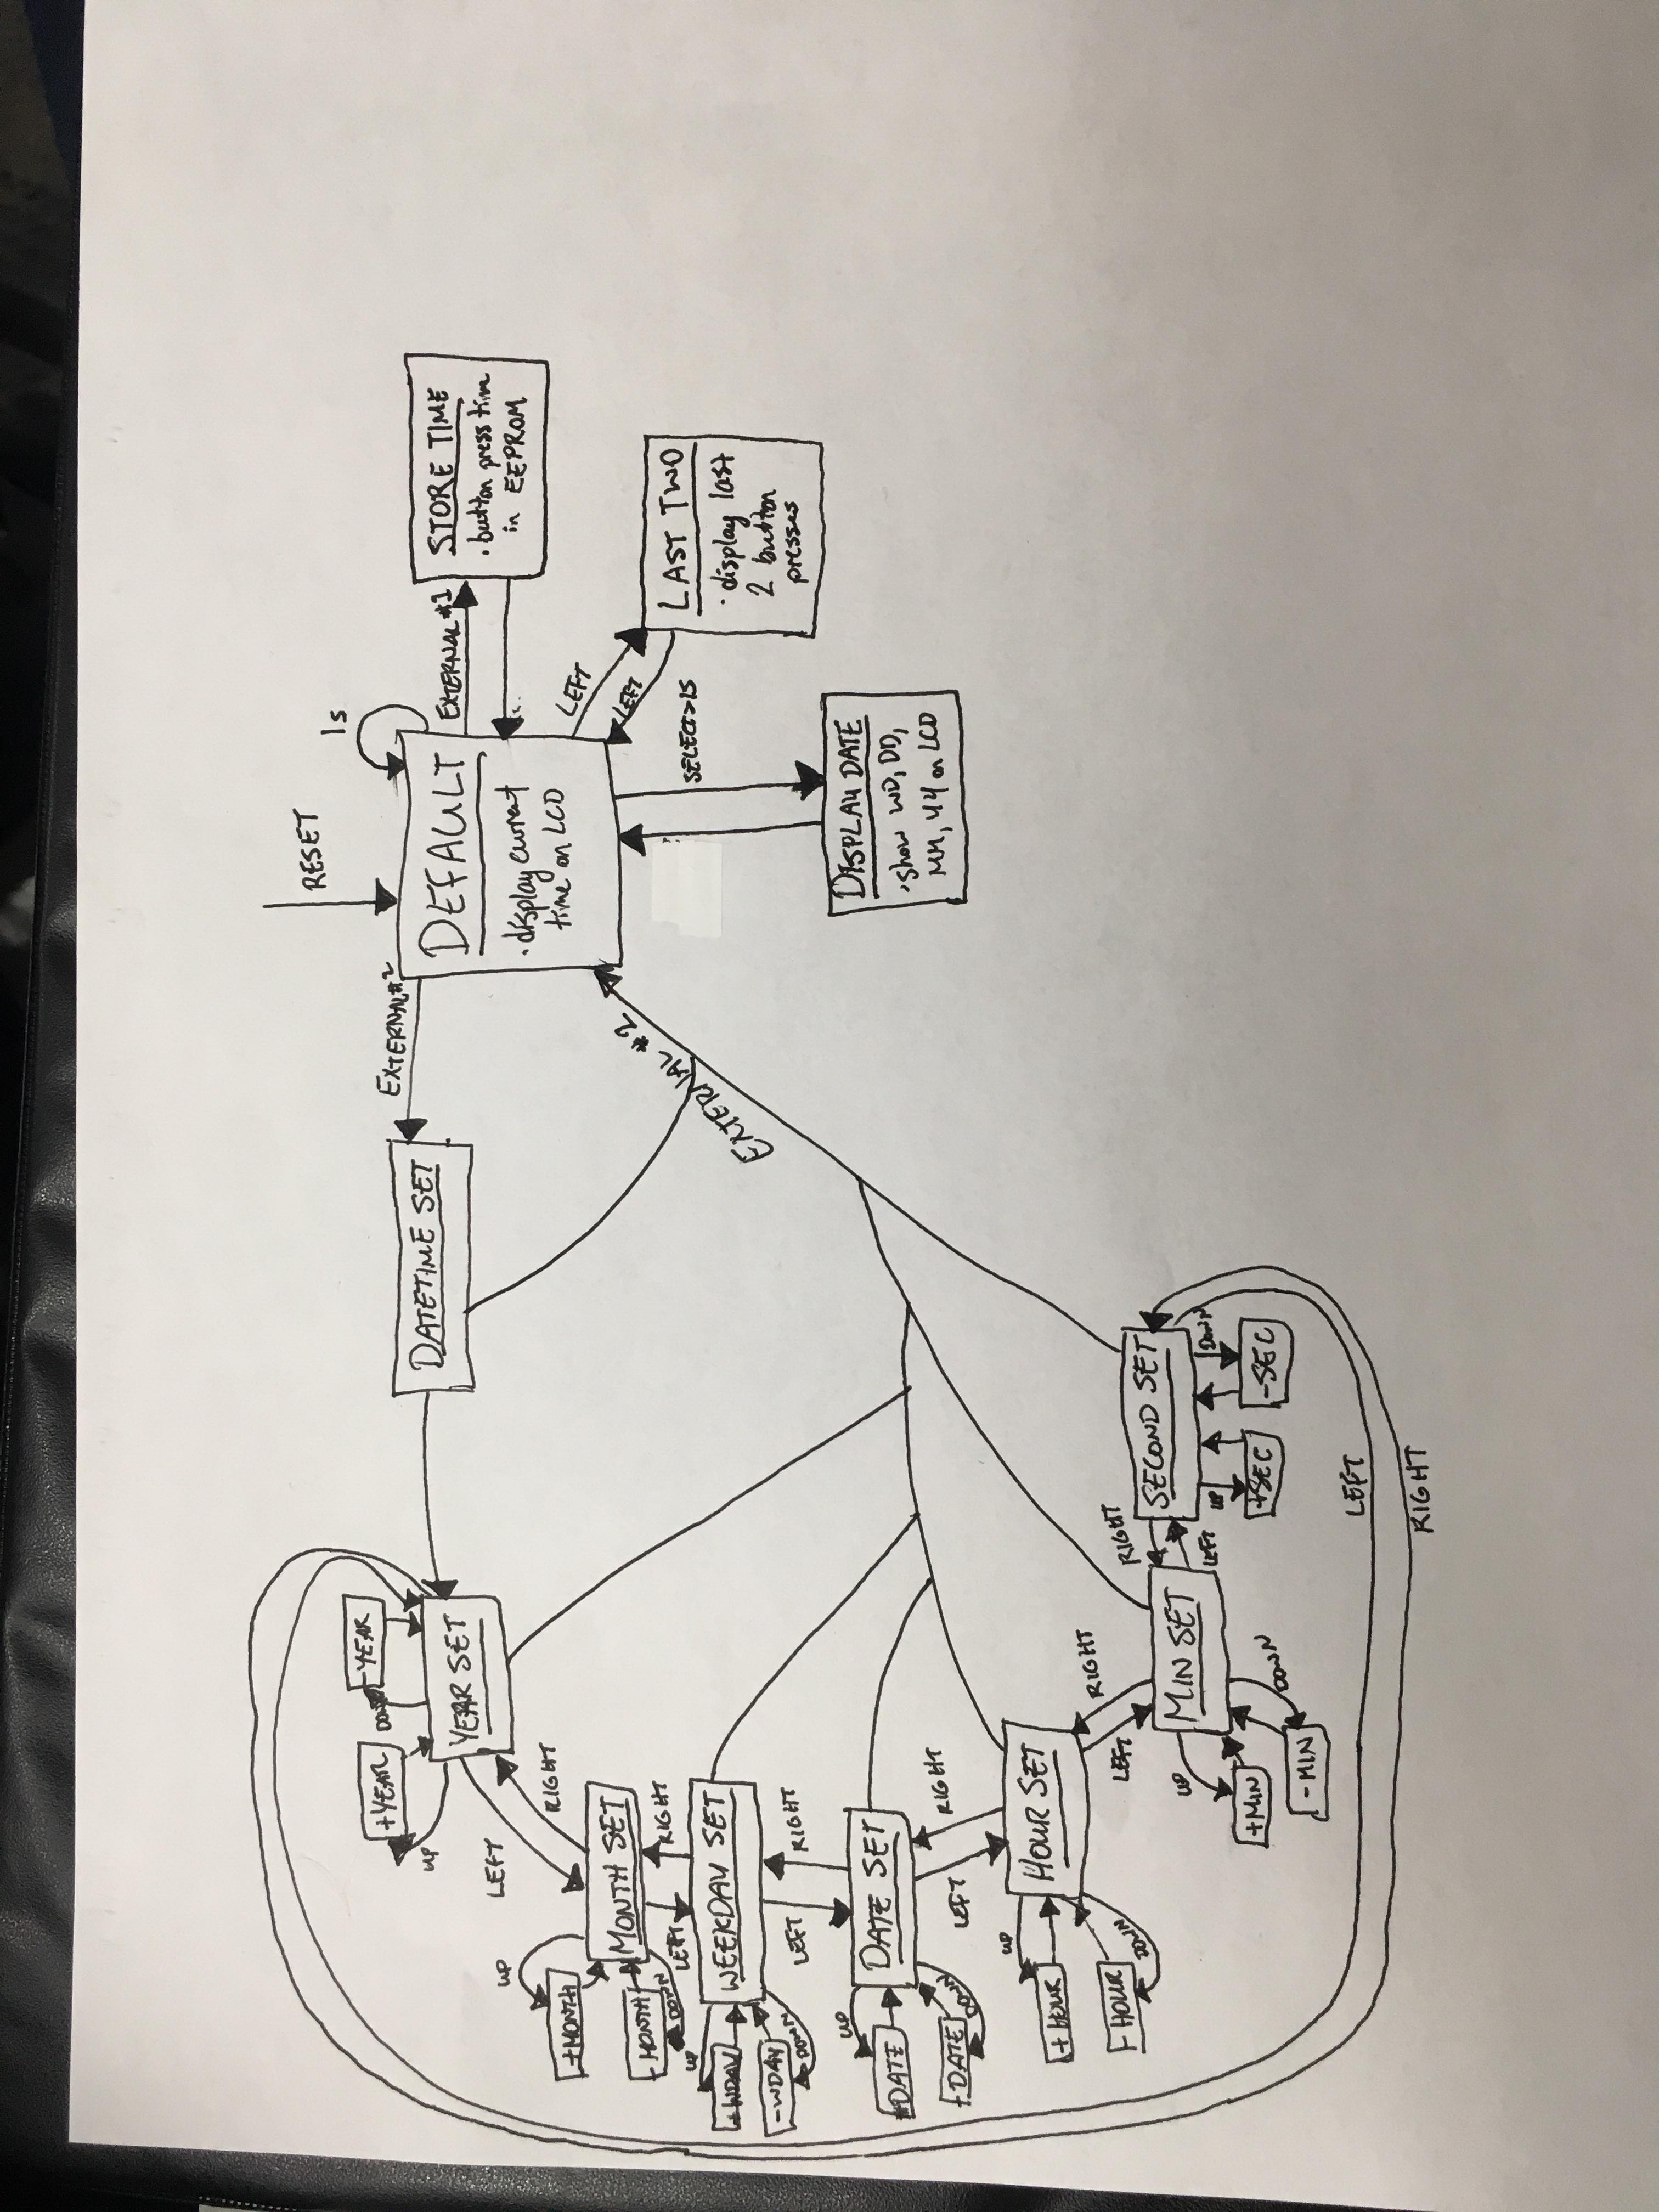 RESET
1s
DEFAULT
·display current
time on LCD
EXTERNAL #1
STORE TIME
·button press time
in EEPROM
LEFT
LEFT
LAST TWO
·display last
2 button
presses
SELECT>1S
DISPLAY DATE
·show WD, DD,
MM, YY on LCD
EXTERNAL #2
DATETIME SET
EXTERNAL #2
YEAR SET
+YEAR
UP
-YEAR
DOWN
LEFT
RIGHT
MONTH SET
UP
+MONTH
-MONTH
DOWN
LEFT
RIGHT
WEEKDAY SET
UP
+WDAY
-WDAY
DOWN
LEFT
RIGHT
DATE SET
UP
DATE
+DATE
DOWN
LEFT
RIGHT
HOUR SET
UP
+HOUR
-HOUR
DOWN
LEFT
RIGHT
MIN SET
UP
+MIN
-MIN
DOWN
RIGHT
LEFT
SECOND SET
UP
+SEC
DOWN
-SEC
LEFT
RIGHT